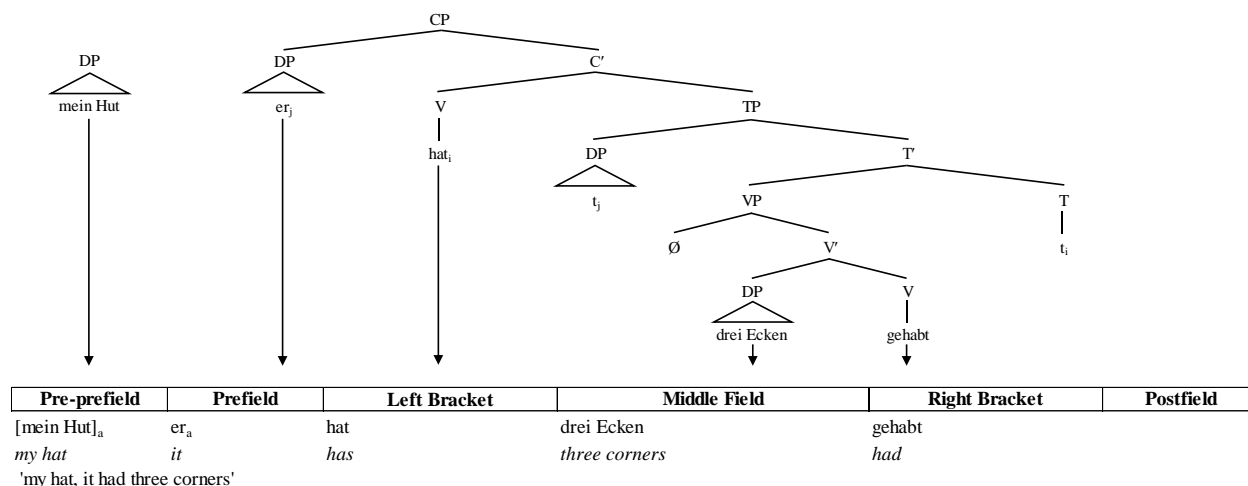 CP
DP DP C′
mein Hut er_j V TP
hat_i DP T′
t_j VP T
Ø V′ t_i
DP V
drei Ecken gehabt
Pre-prefield Prefield Left Bracket Middle Field Right Bracket Postfield
[mein Hut]_a er_a hat drei Ecken gehabt
my hat it has three corners had
'my hat, it had three corners'